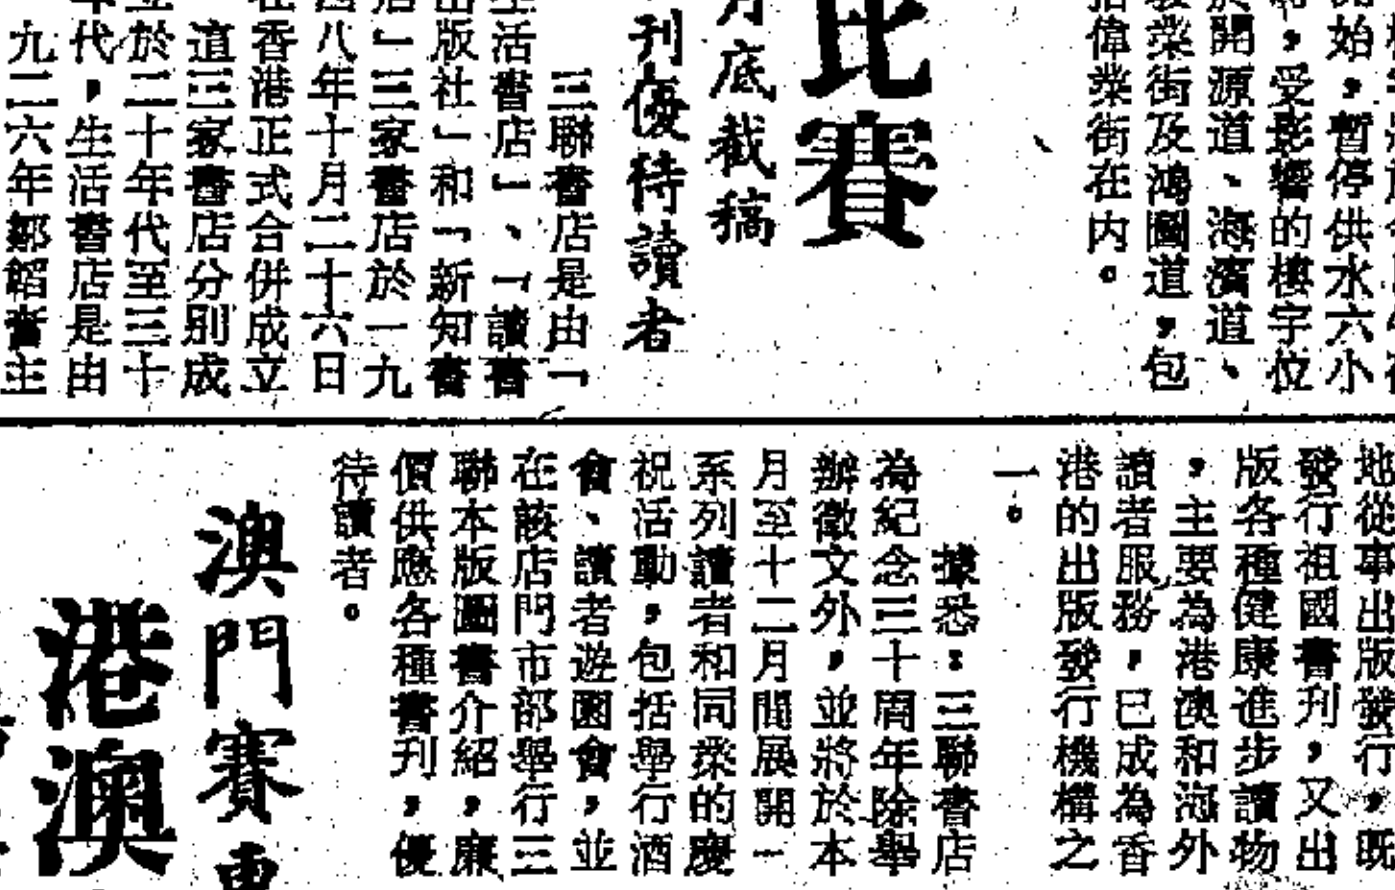 始，暫停供水六小
，受影響的樓宇位
開源道、海濱道、
業街及鴻圖道，包
偉業街在内。
比賽
月底截稿
刊優待讀者
三聯書店是由「
生活書店」、「讀書
出版社」和「新知書
店」三家書店於一九
四八年十月二十六日
在香港正式合併成立
道三家書店分別成
立於二十年代至三十
年代，生活書店是由
九二六年鄒韜奮主
地從事出版發行，既
發行祖國書刊，又出
版各種健康進步讀物
，主要為港澳和海外
讀者服務，已成為香
港的出版發行機構之
一。
據悉：三聯書店
為紀念三十周年除舉
辦徵文外，並將於本
月至十二月間展開一
系列讀者和同業的慶
祝活動，包括舉行酒
會、讀者遊園會，並
在該店門市部舉行三
聯本版圖書介紹，廉
價供應各種書刊，優
待讀者。
澳門賽
港澳